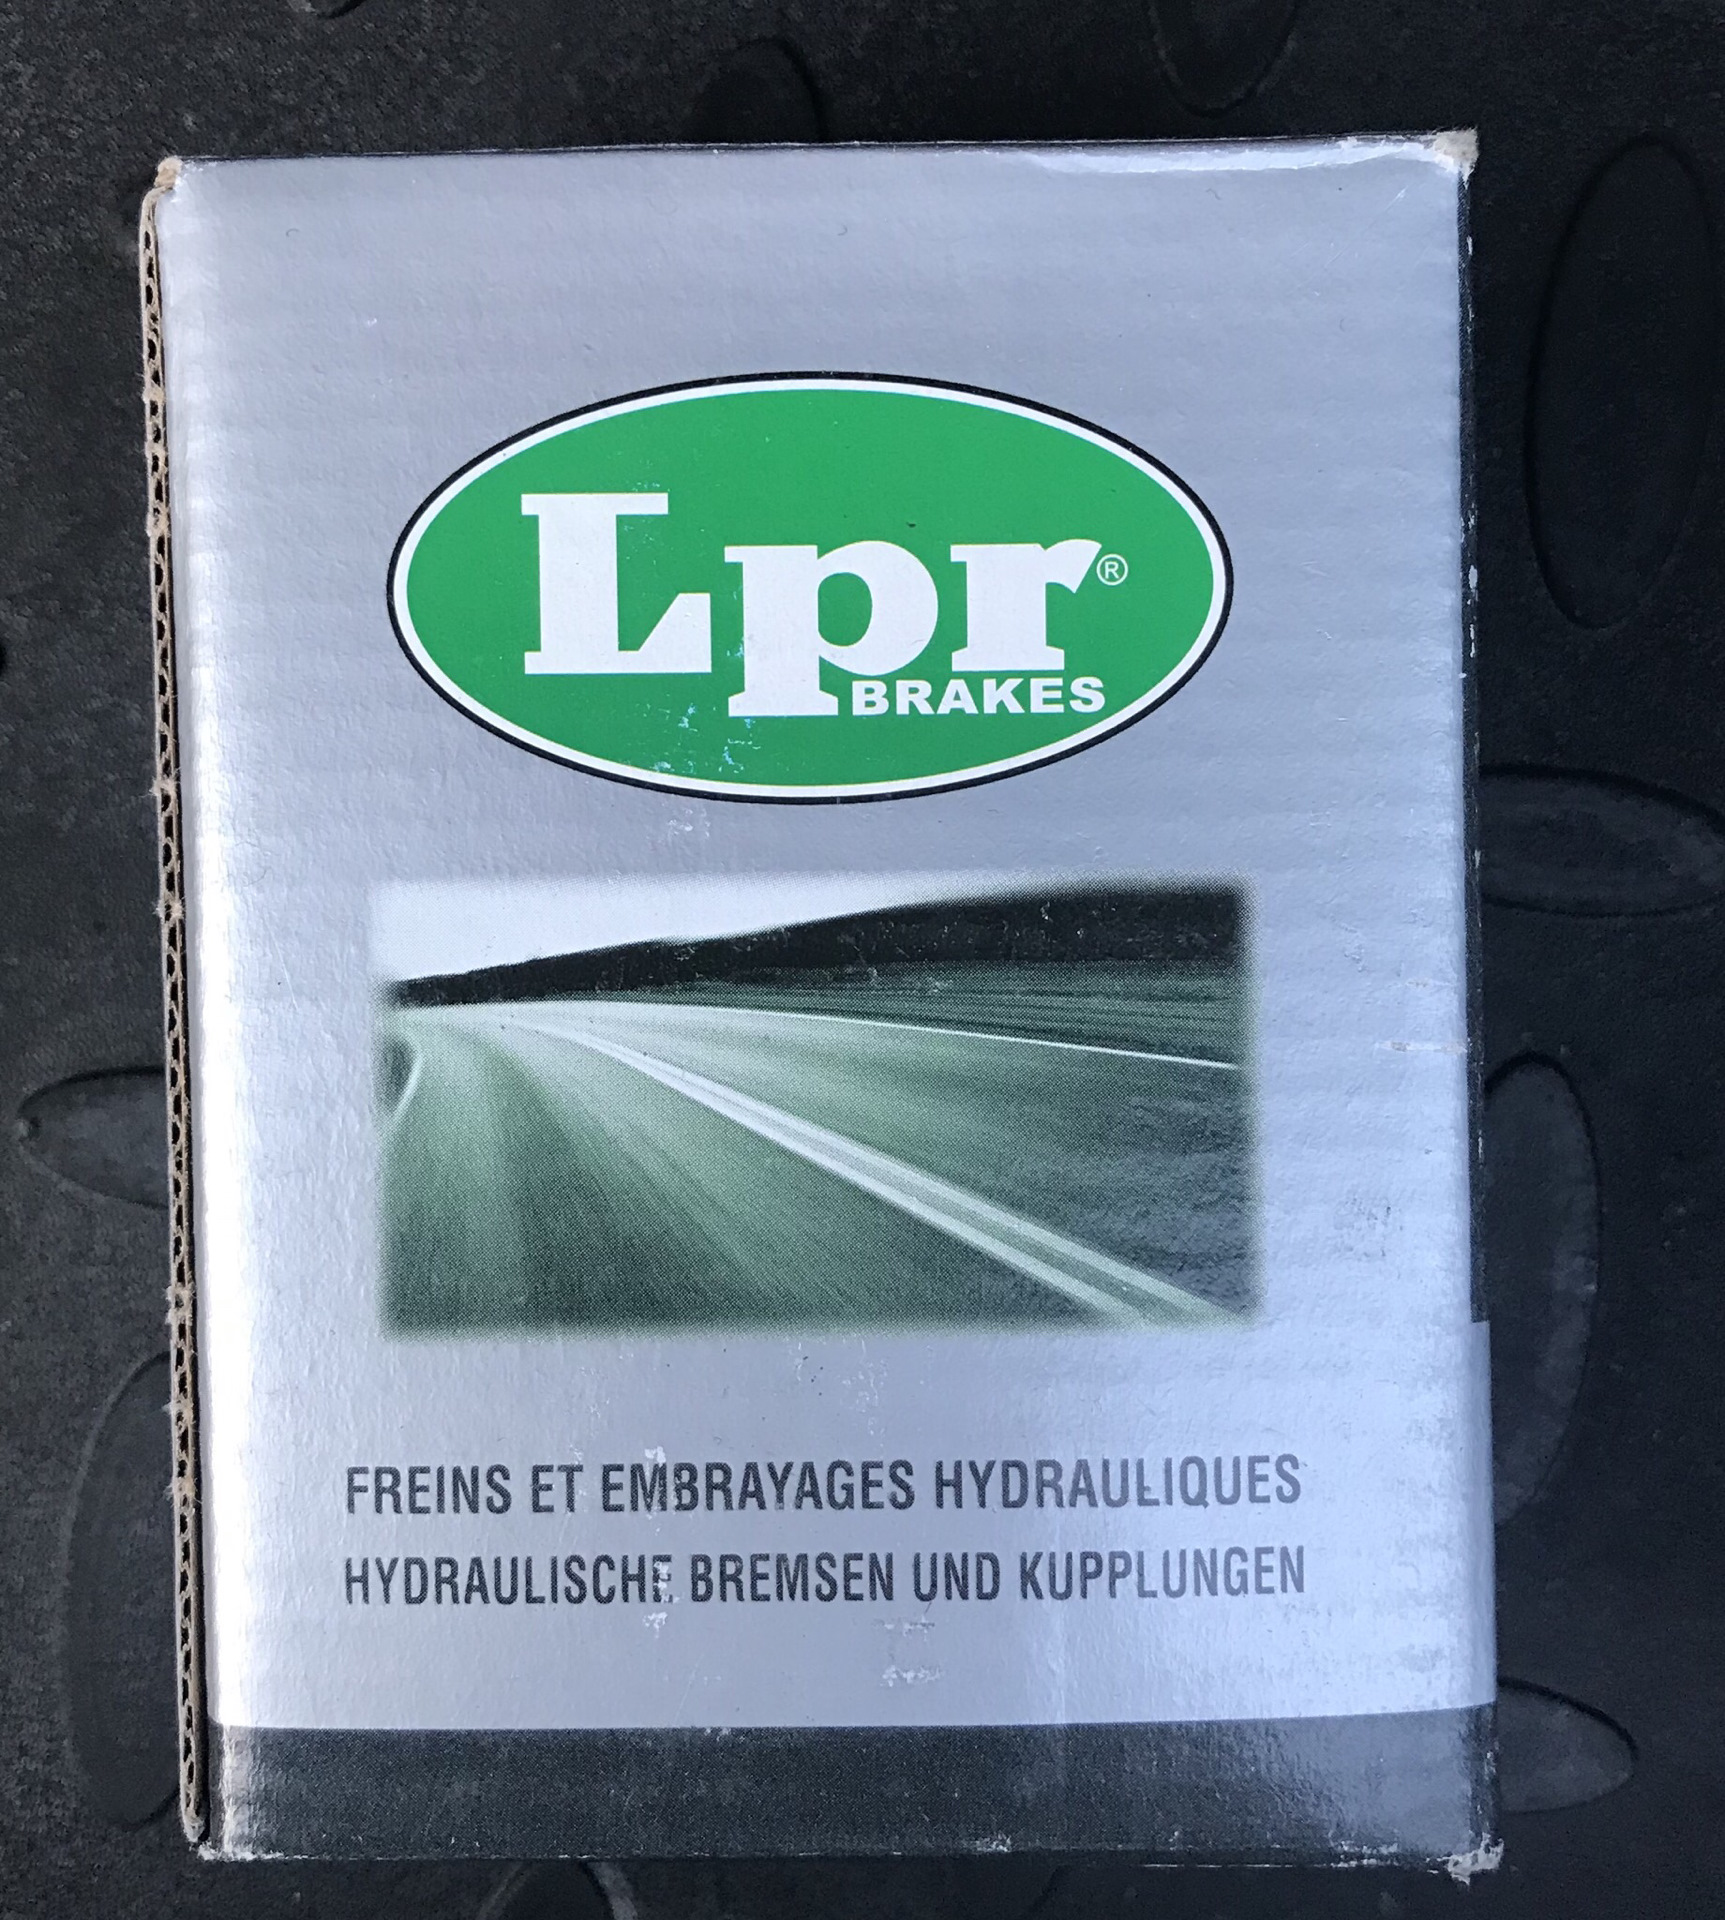 Lpr®
BRAKES
FREINS ET EMBRAYAGES HYDRAULIQUES
HYDRAULISCHE BREMSEN UND KUPPLUNGEN